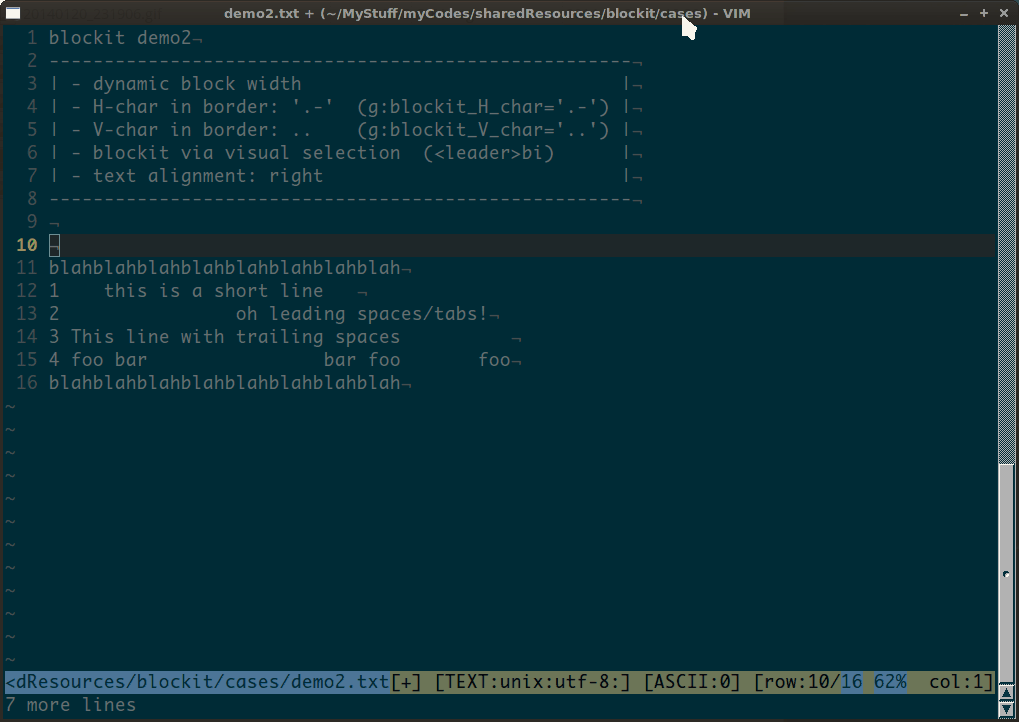 demo2.txt + (~/MyStuff/myCodes/sharedResources/blockit/cases) - VIM
1 blockit demo2¬
2 -----------------------------------------------------¬
3 | - dynamic block width                             |¬
4 | - H-char in border: '.-'  (g:blockit_H_char='.-') |¬
5 | - V-char in border: ..    (g:blockit_V_char='..') |¬
6 | - blockit via visual selection  (<leader>bi)      |¬
7 | - text alignment: right                           |¬
8 -----------------------------------------------------¬
9 ¬
10 ¬
11 blahblahblahblahblahblahblahblah¬
12 1    this is a short line   ¬
13 2                oh leading spaces/tabs!¬
14 3 This line with trailing spaces          ¬
15 4 foo bar                bar foo       foo¬
16 blahblahblahblahblahblahblahblah¬
~
~
~
~
~
~
~
~
~
~
~
~
<dResources/blockit/cases/demo2.txt[+] [TEXT:unix:utf-8:] [ASCII:0] [row:10/16 62%  col:1]
7 more lines